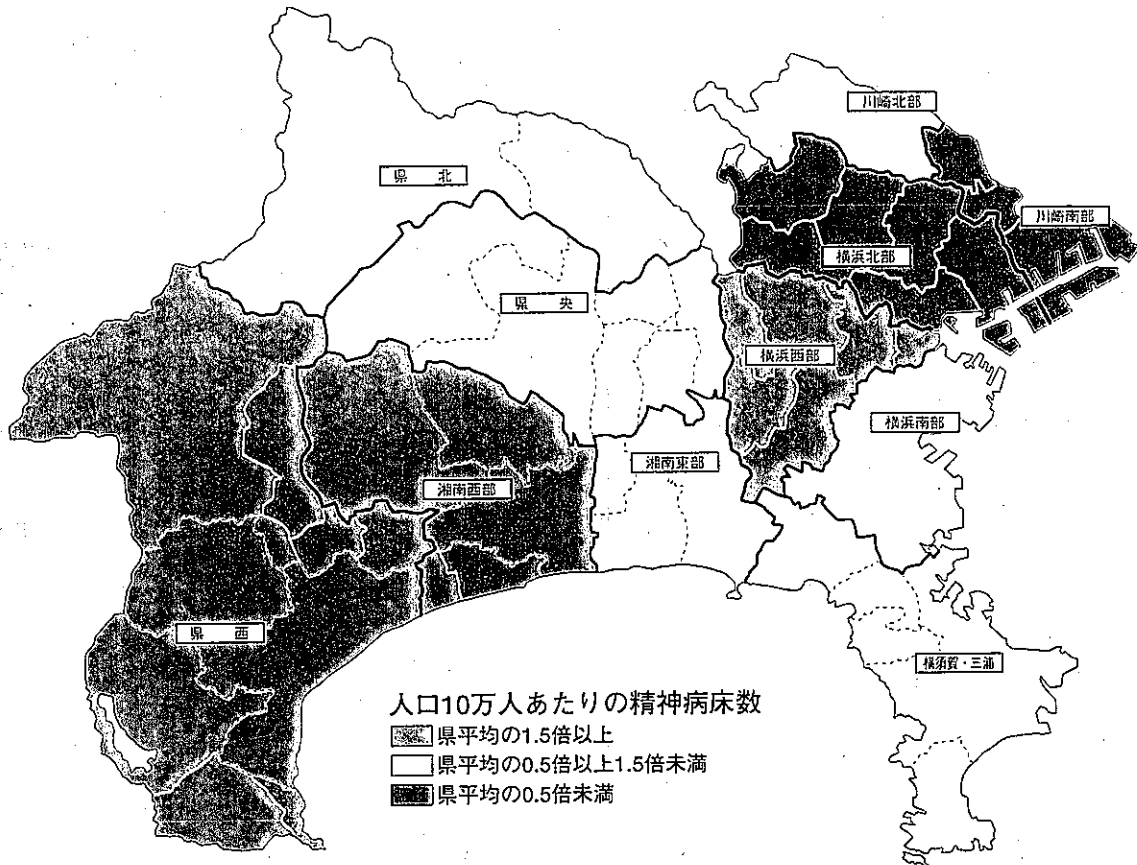 川崎北部
県 北
川崎南部
横浜北部
県 央
横浜西部
横浜南部
湘南東部
湘南西部
県 西
横須賀・三浦
人口10万人あたりの精神病床数
県平均の1.5倍以上
県平均の0.5倍以上1.5倍未満
県平均の0.5倍未満